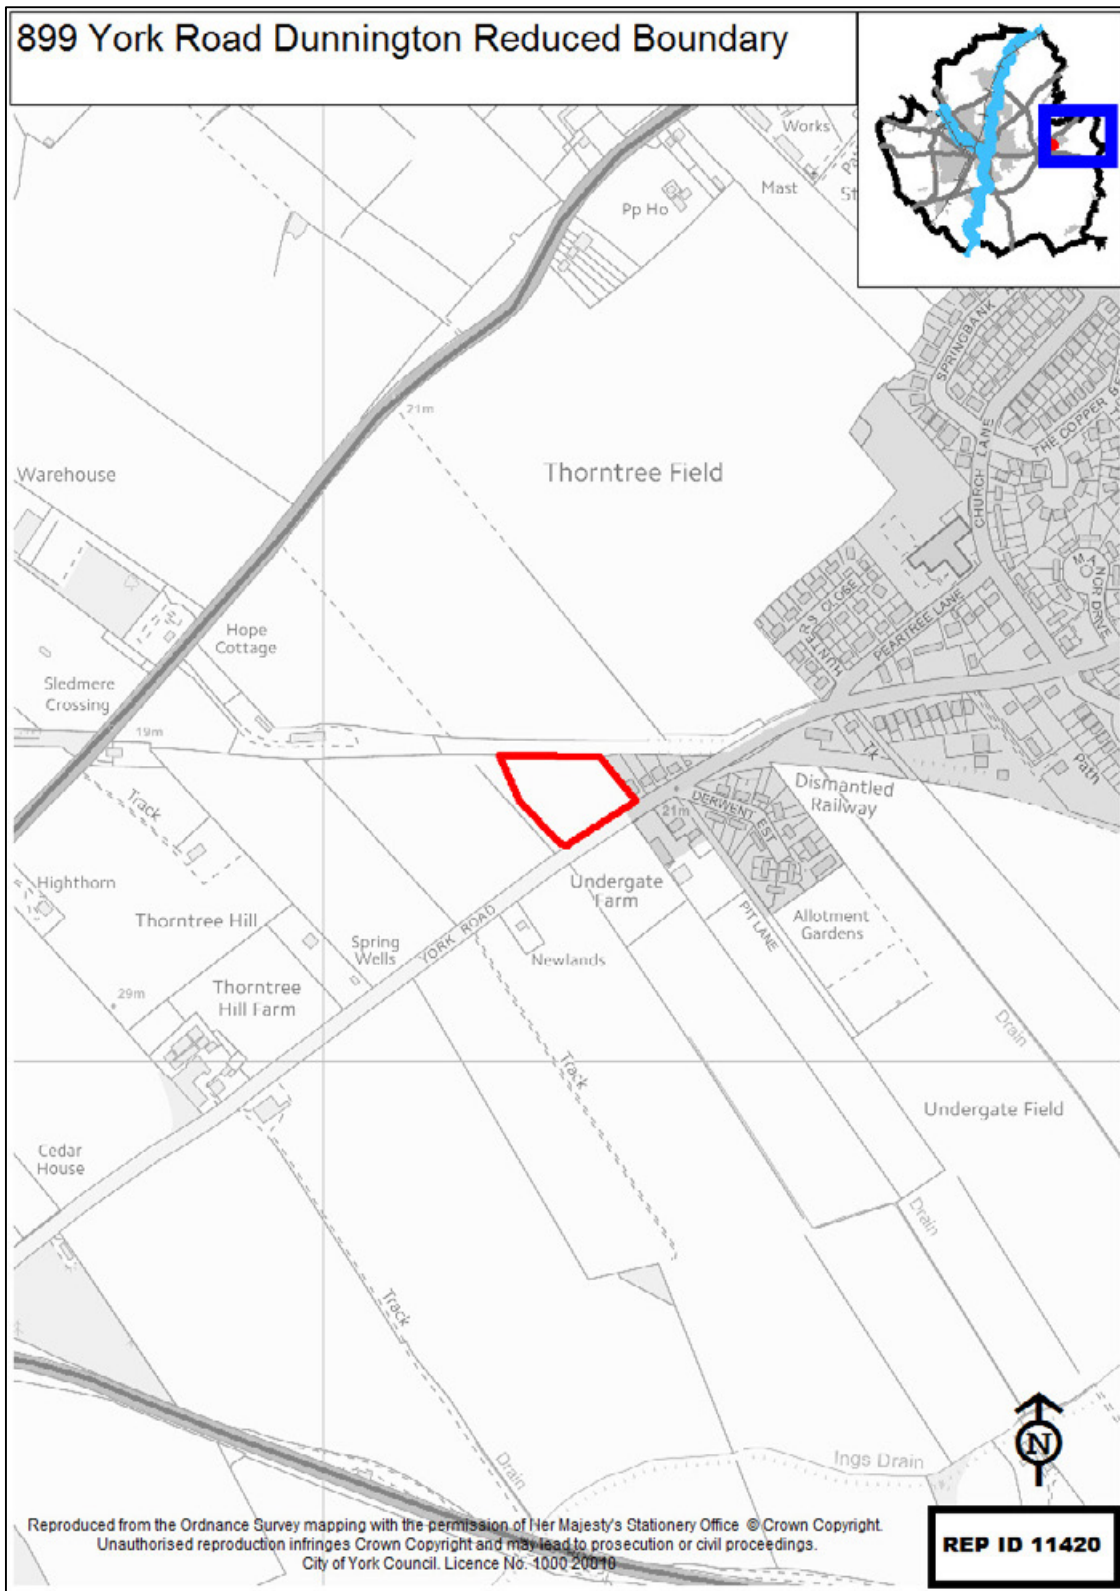 899 York Road Dunnington Reduced Boundary
Works
Mast
Pp Ho
SPRINGBANK
THE COPPER
CHURCH LANE
21m
Warehouse
Thorntree Field
MANOR DRIVE
HUNTERS CLOSE
PEARTREE LANE
Hope
Cottage
Sledmere
Crossing
19m
Track
Tk
Path
Dismantled
Railway
DERWENT EST
21m
Highthorn
Undergate
Farm
Thorntree Hill
PIT LANE
Allotment
Gardens
YORK ROAD
Spring
Wells
Newlands
29m
Thorntree
Hill Farm
Drain
Track
Undergate Field
Cedar
House
Drain
Track
Drain
Ings Drain
N
Reproduced from the Ordnance Survey mapping with the permission of Her Majesty's Stationery Office © Crown Copyright.
Unauthorised reproduction infringes Crown Copyright and may lead to prosecution or civil proceedings.
City of York Council. Licence No. 1000 20818
REP ID 11420